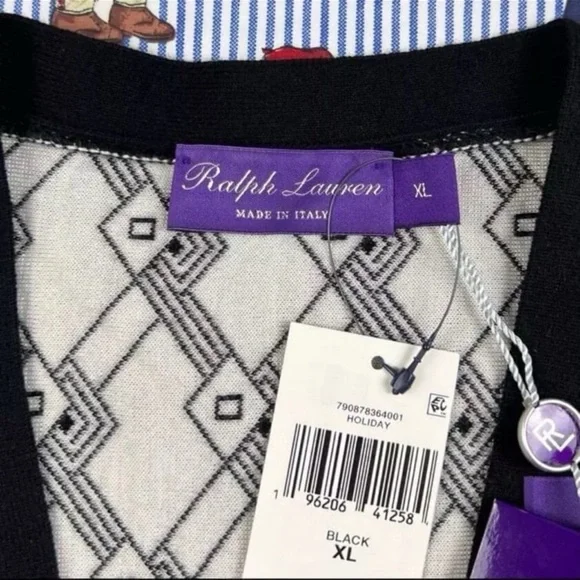 Ralph Lauren
MADE IN ITALY
XL
790878364001
HOLIDAY
1 96206 41258
BLACK
XL
RL